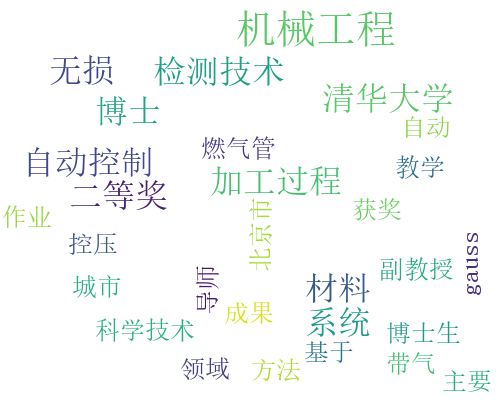 机械工程
无损
检测技术
清华大学
博士
自动
燃气管
自动控制
教学
加工过程
二等奖
获奖
作业
北京市
控压
gauss
副教授
城市
导师
材料
成果
系统
科学技术
博士生
基于
带气
领域
方法
主要